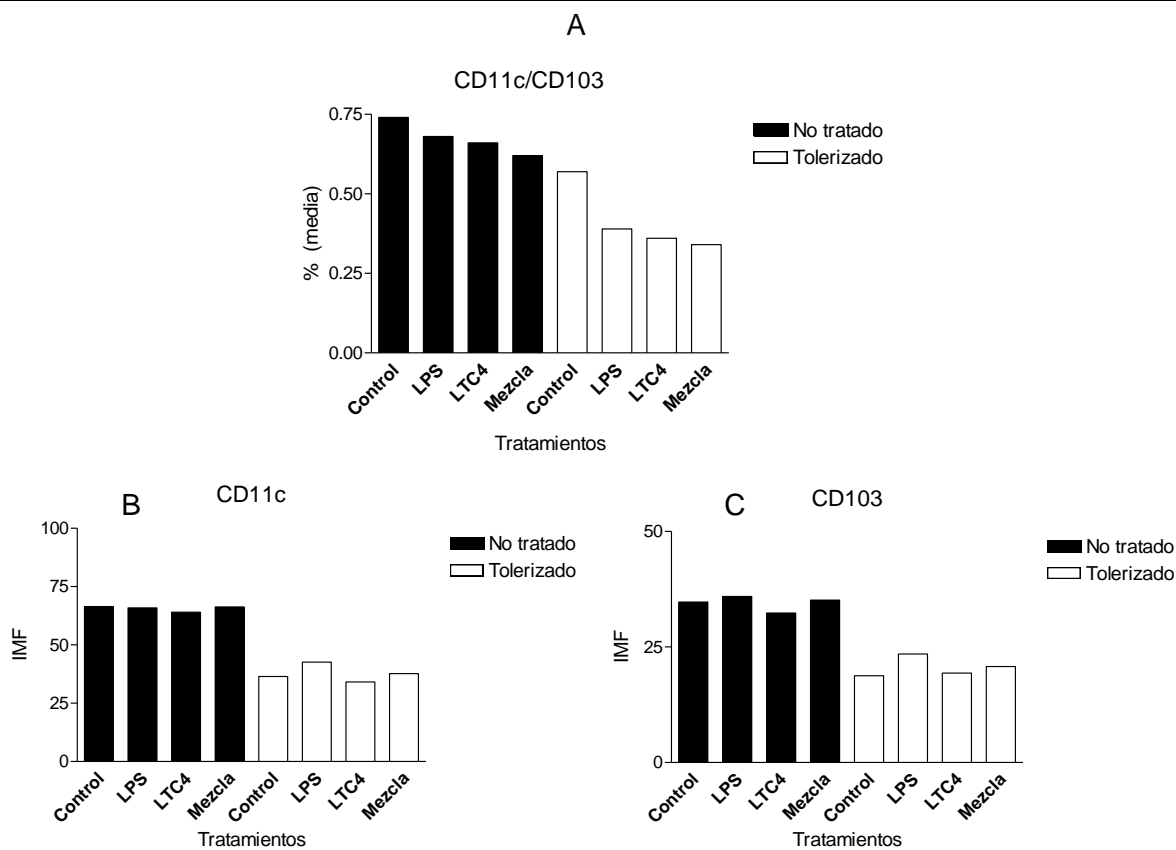 A
CD11c/CD103
% (media)
0.75
0.50
0.25
0.00
Control
LPS
LTC4
Mezcla
Control
LPS
LTC4
Mezcla
Tratamientos
No tratado
Tolerizado
B
CD11c
IMF
100
75
50
25
0
Control
LPS
LTC4
Mezcla
Control
LPS
LTC4
Mezcla
Tratamientos
No tratado
Tolerizado
C
CD103
IMF
50
25
0
Control
LPS
LTC4
Mezcla
Control
LPS
LTC4
Mezcla
Tratamientos
No tratado
Tolerizado